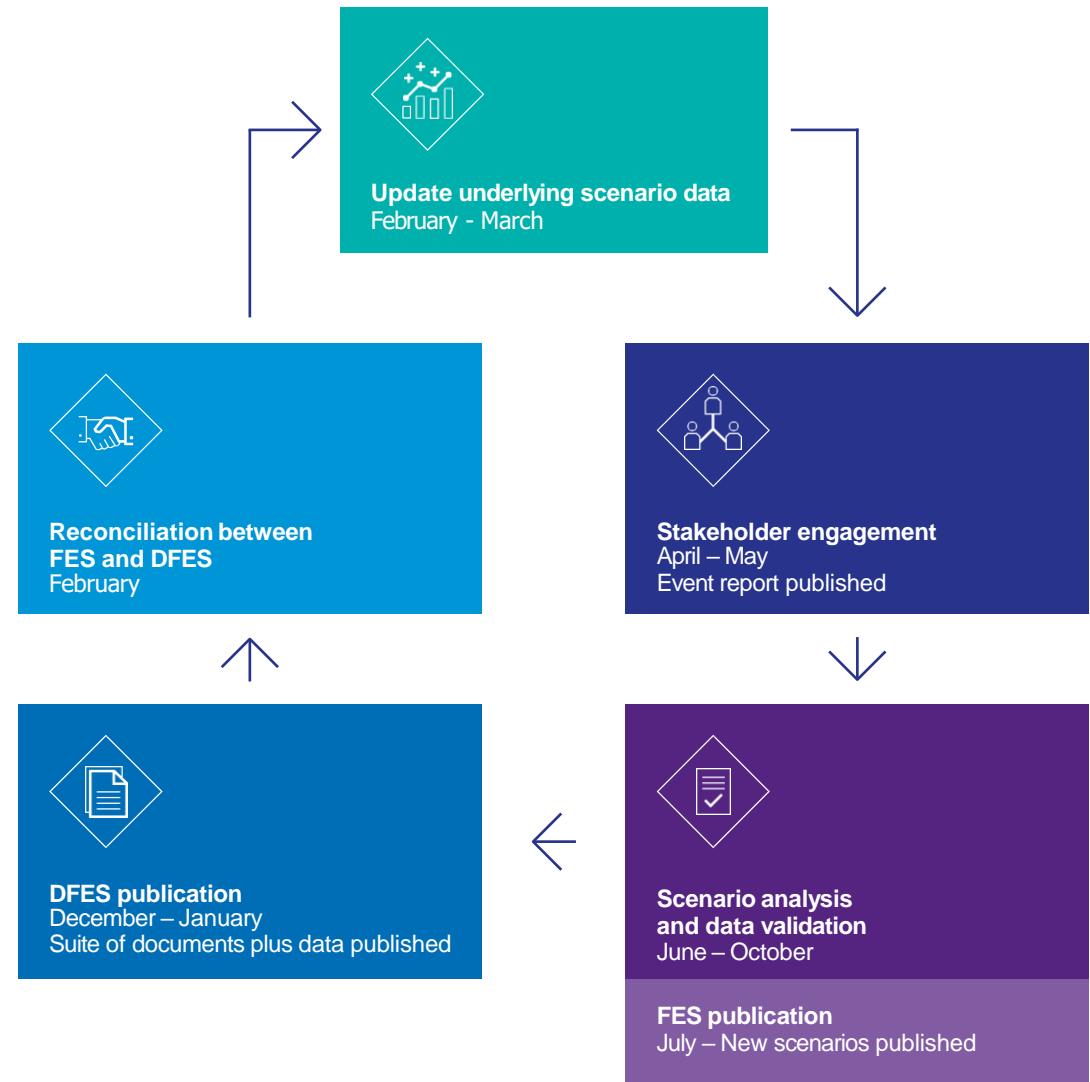 Update underlying scenario data
February - March
Reconciliation between
FES and DFES
February
Stakeholder engagement
April – May
Event report published
DFES publication
December – January
Suite of documents plus data published
Scenario analysis
and data validation
June – October
FES publication
July – New scenarios published